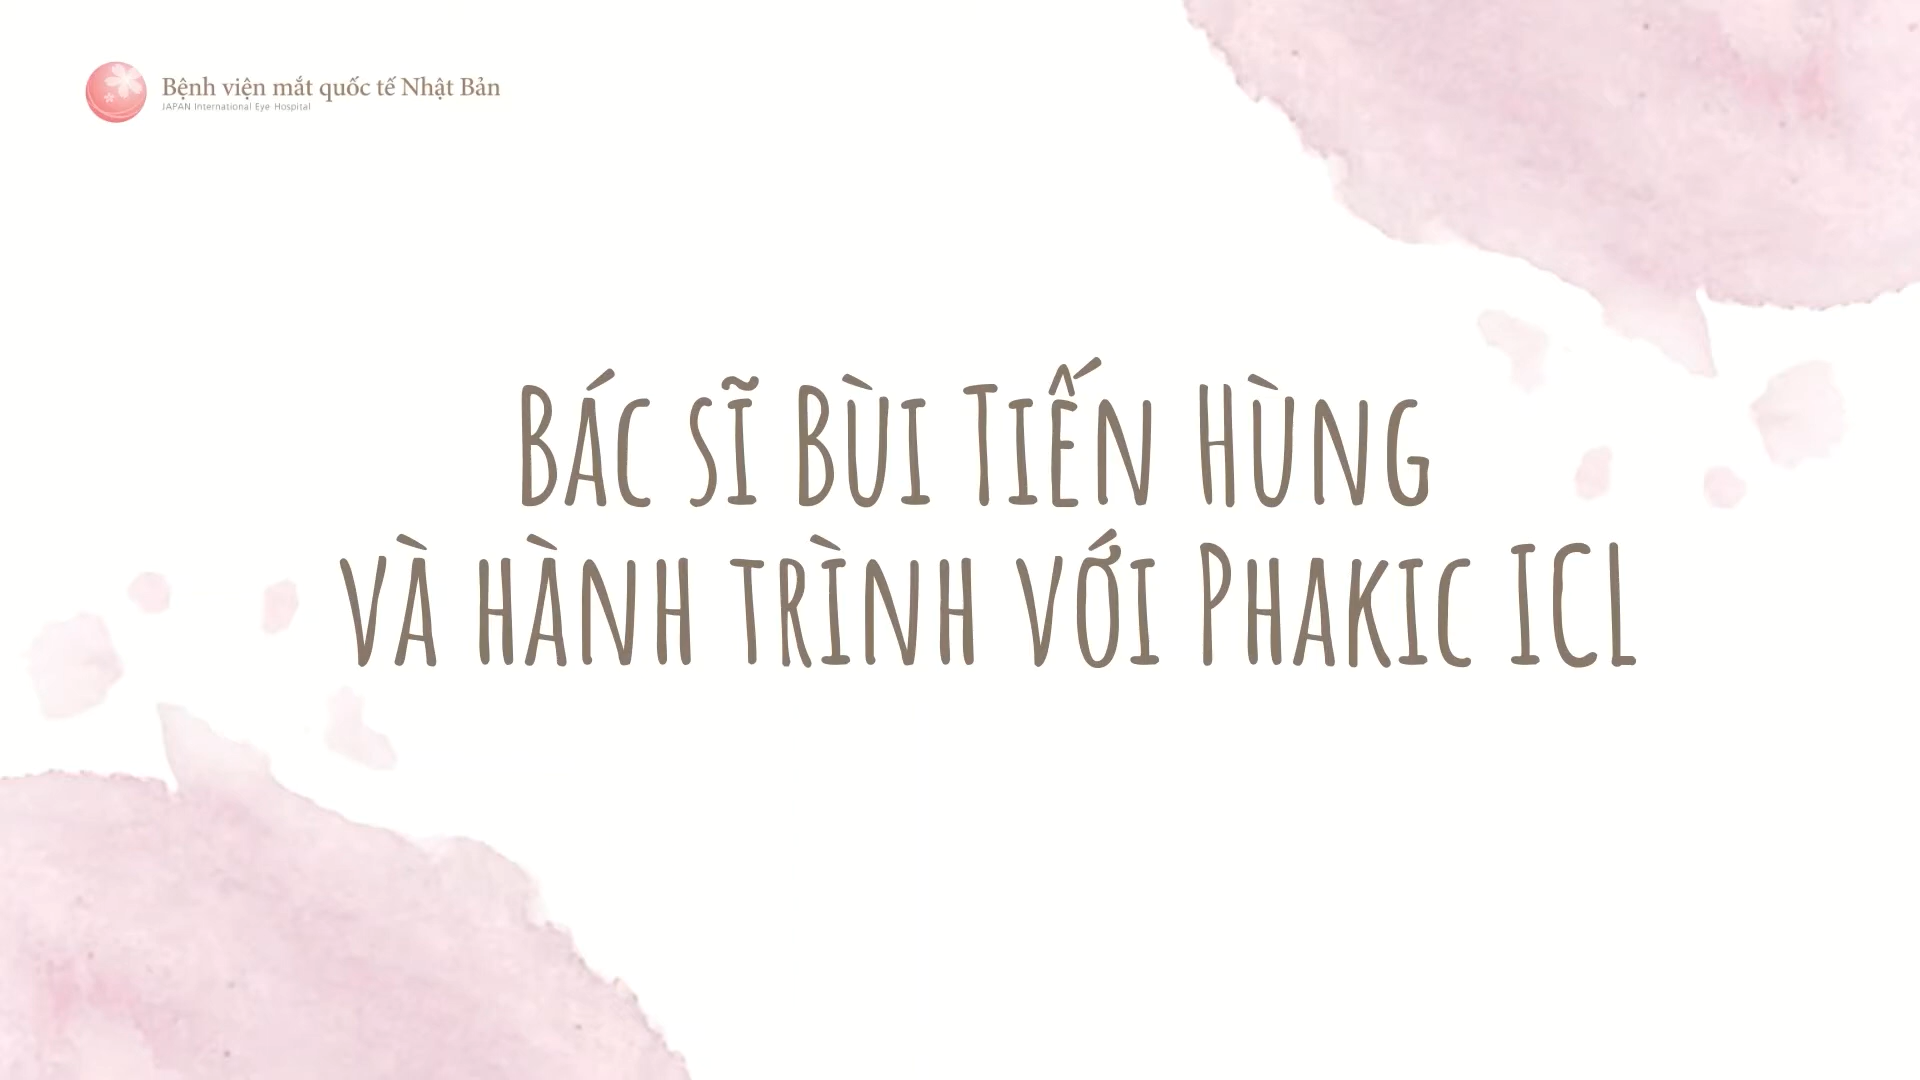 Bệnh viện mắt quốc tế Nhật Bản
JAPAN International Eye Hospital
Bác sĩ Bùi Tiến Hùng
và hành trình với Phakic ICL